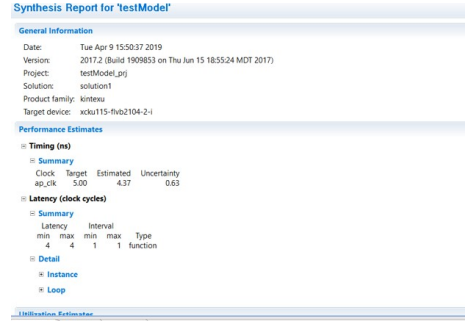 Synthesis Report for 'testModel'
General Information
Date: Tue Apr 9 15:50:37 2019
Version: 2017.2 (Build 1909853 on Thu Jun 15 18:55:24 MDT 2017)
Project: testModel_prj
Solution: solution1
Product family: kintexu
Target device: xcku115-flvb2104-2-i
Performance Estimates
Timing (ns)
Summary
Clock Target Estimated Uncertainty
ap_clk 5.00 4.37 0.63
Latency (clock cycles)
Summary
Latency Interval
min max min max Type
4 4 1 1 function
Detail
Instance
Loop
Utilization Estimates